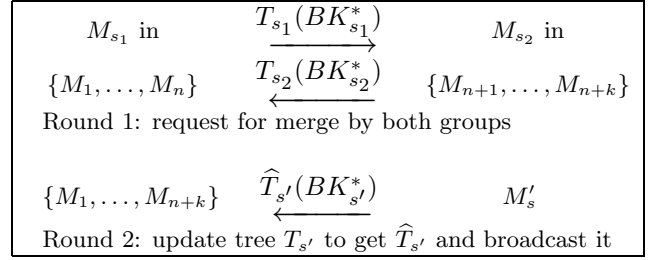 M_{s_1} in T_{s_1}(BK^*_{s_1}) ⟶ M_{s_2} in
{M_1, . . . , M_n} T_{s_2}(BK^*_{s_2}) ⟵ {M_{n+1}, . . . , M_{n+k}}
Round 1: request for merge by both groups
{M_1, . . . , M_{n+k}} \widehat{T}_{s'}(BK^*_{s'}) ⟵ M'_s
Round 2: update tree T_{s'} to get \widehat{T}_{s'} and broadcast it